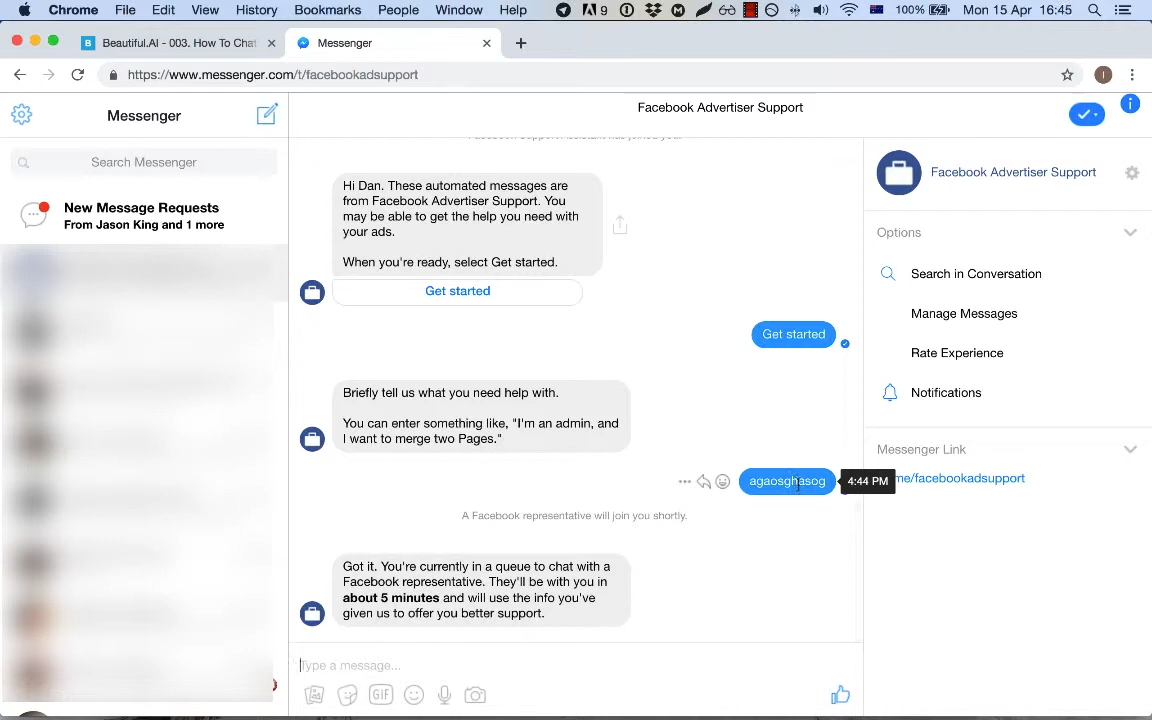 Chrome File Edit View History Bookmarks People Window Help 9 100% Mon 15 Apr 16:45
B Beautiful.AI - 003. How To Chat
Messenger
https://www.messenger.com/t/facebookadsupport
I
Messenger
Search Messenger
New Message Requests
From Jason King and 1 more
Facebook Advertiser Support
Facebook Support Assistant has joined you.
Hi Dan. These automated messages are
from Facebook Advertiser Support. You
may be able to get the help you need with
your ads.
When you're ready, select Get started.
Get started
Get started
Briefly tell us what you need help with.
You can enter something like, "I'm an admin, and
I want to merge two Pages."
agaosghasog
4:44 PM
A Facebook representative will join you shortly.
Got it. You're currently in a queue to chat with a
Facebook representative. They'll be with you in
about 5 minutes and will use the info you've
given us to offer you better support.
Type a message...
GIF
Facebook Advertiser Support
Options
Search in Conversation
Manage Messages
Rate Experience
Notifications
Messenger Link
me/facebookadsupport